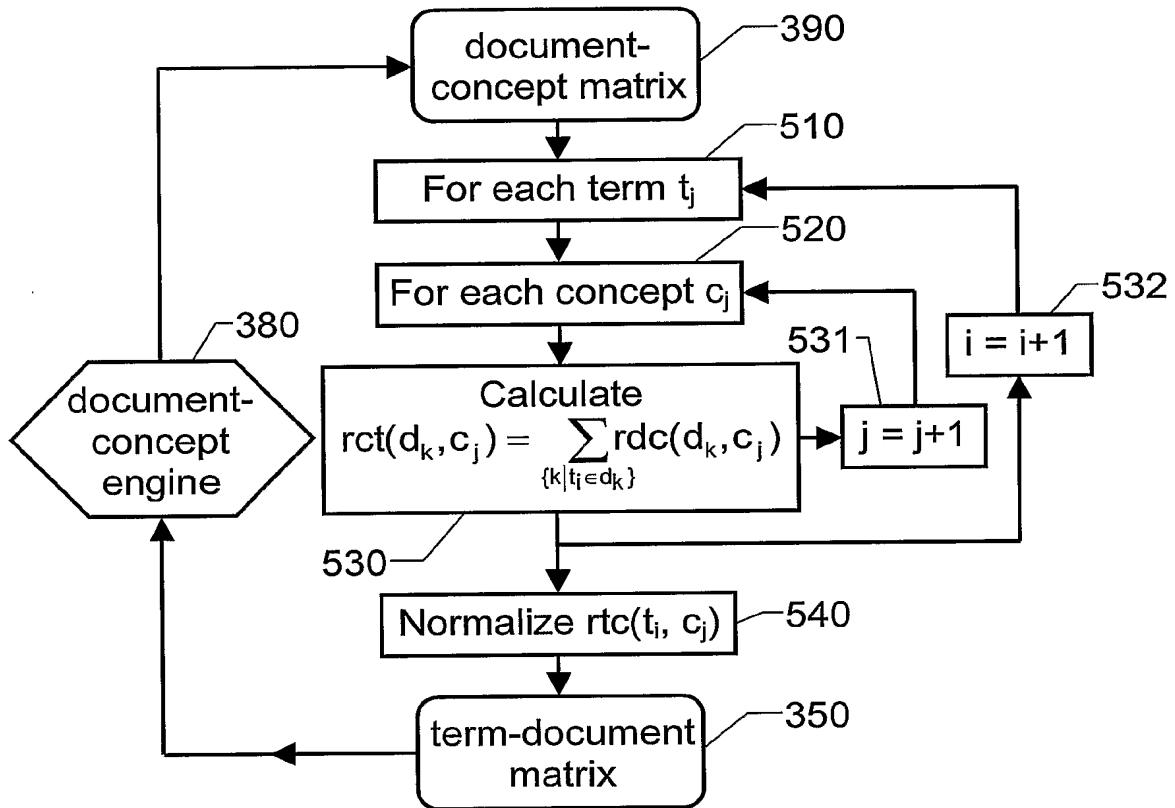 document-
concept matrix
390
510
For each term tj
520
For each concept cj
532
i = i+1
380
document-
concept
engine
531
j = j+1
Calculate
rct(dk,cj) = ∑ rdc(dk,cj)
{k|ti∈dk}
530
Normalize rtc(ti, cj)
540
term-document
matrix
350